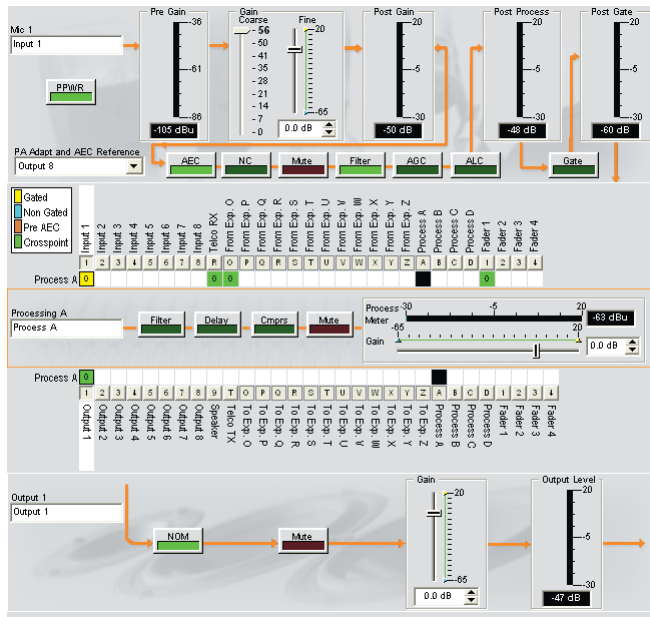 Mic 1
Input 1
PPWR
Pre Gain
-36
-61
-86
-105 dBu
Gain
Coarse Fine
- 56
- 50
- 41
- 35
- 28
- 21
- 14
- 7
- 0
20
-65
0.0 dB
Post Gain
20
-5
-30
-50 dB
Post Process
20
-5
-30
-48 dB
Post Gate
20
-5
-30
-60 dB
PA Adapt and AEC Reference
Output 8
AEC
NC
Mute
Filter
AGC
ALC
Gate
Gated
Non Gated
Pre AEC
Crosspoint
Input 1
Input 2
Input 3
Input 4
Input 5
Input 6
Input 7
Input 8
Telco RX
From Exp. O
From Exp. P
From Exp. Q
From Exp. R
From Exp. S
From Exp. T
From Exp. U
From Exp. V
From Exp. W
From Exp. X
From Exp. Y
From Exp. Z
Process A
Process B
Process C
Process D
Fader 1
Fader 2
Fader 3
Fader 4
1 2 3 4 5 6 7 8 R O P Q R S T U V W X Y Z A B C D 1 2 3 4
Process A 0 0 0 0
Processing A
Process A
Filter
Delay
Cmprs
Mute
Process Meter
-30
-5
20
-63 dBu
Gain
-65
20
0.0 dB
Process A 0
1 2 3 4 5 6 7 8 9 T O P Q R S T U V W X Y Z A B C D 1 2 3 4
Output 1
Output 2
Output 3
Output 4
Output 5
Output 6
Output 7
Output 8
Speaker
Telco TX
To Exp. O
To Exp. P
To Exp. Q
To Exp. R
To Exp. S
To Exp. T
To Exp. U
To Exp. V
To Exp. W
To Exp. X
To Exp. Y
To Exp. Z
Process A
Process B
Process C
Process D
Fader 1
Fader 2
Fader 3
Fader 4
Output 1
Output 1
NOM
Mute
Gain
20
-65
0.0 dB
Output Level
20
-5
-30
-47 dB